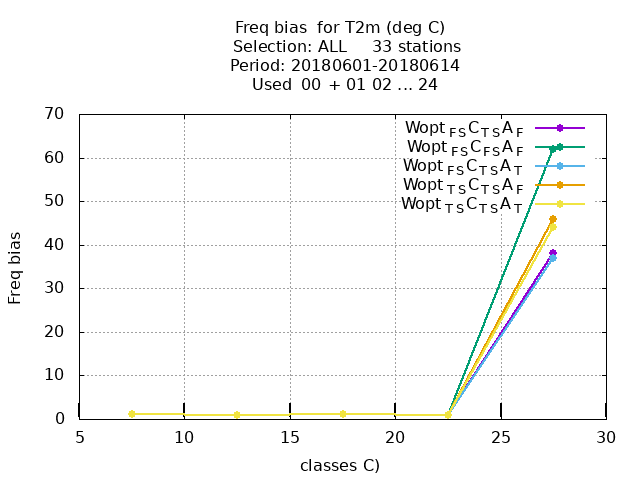 Freq bias  for T2m (deg C)
Selection: ALL     33 stations
Period: 20180601-20180614
Used  00 + 01 02 ... 24
70
60
50
40
30
20
10
0
5 10 15 20 25 30
Freq bias
classes C)
Wopt FS C TS A F
Wopt FS C FS A F
Wopt FS C TS A T
Wopt TS C TS A F
Wopt TS C TS A T